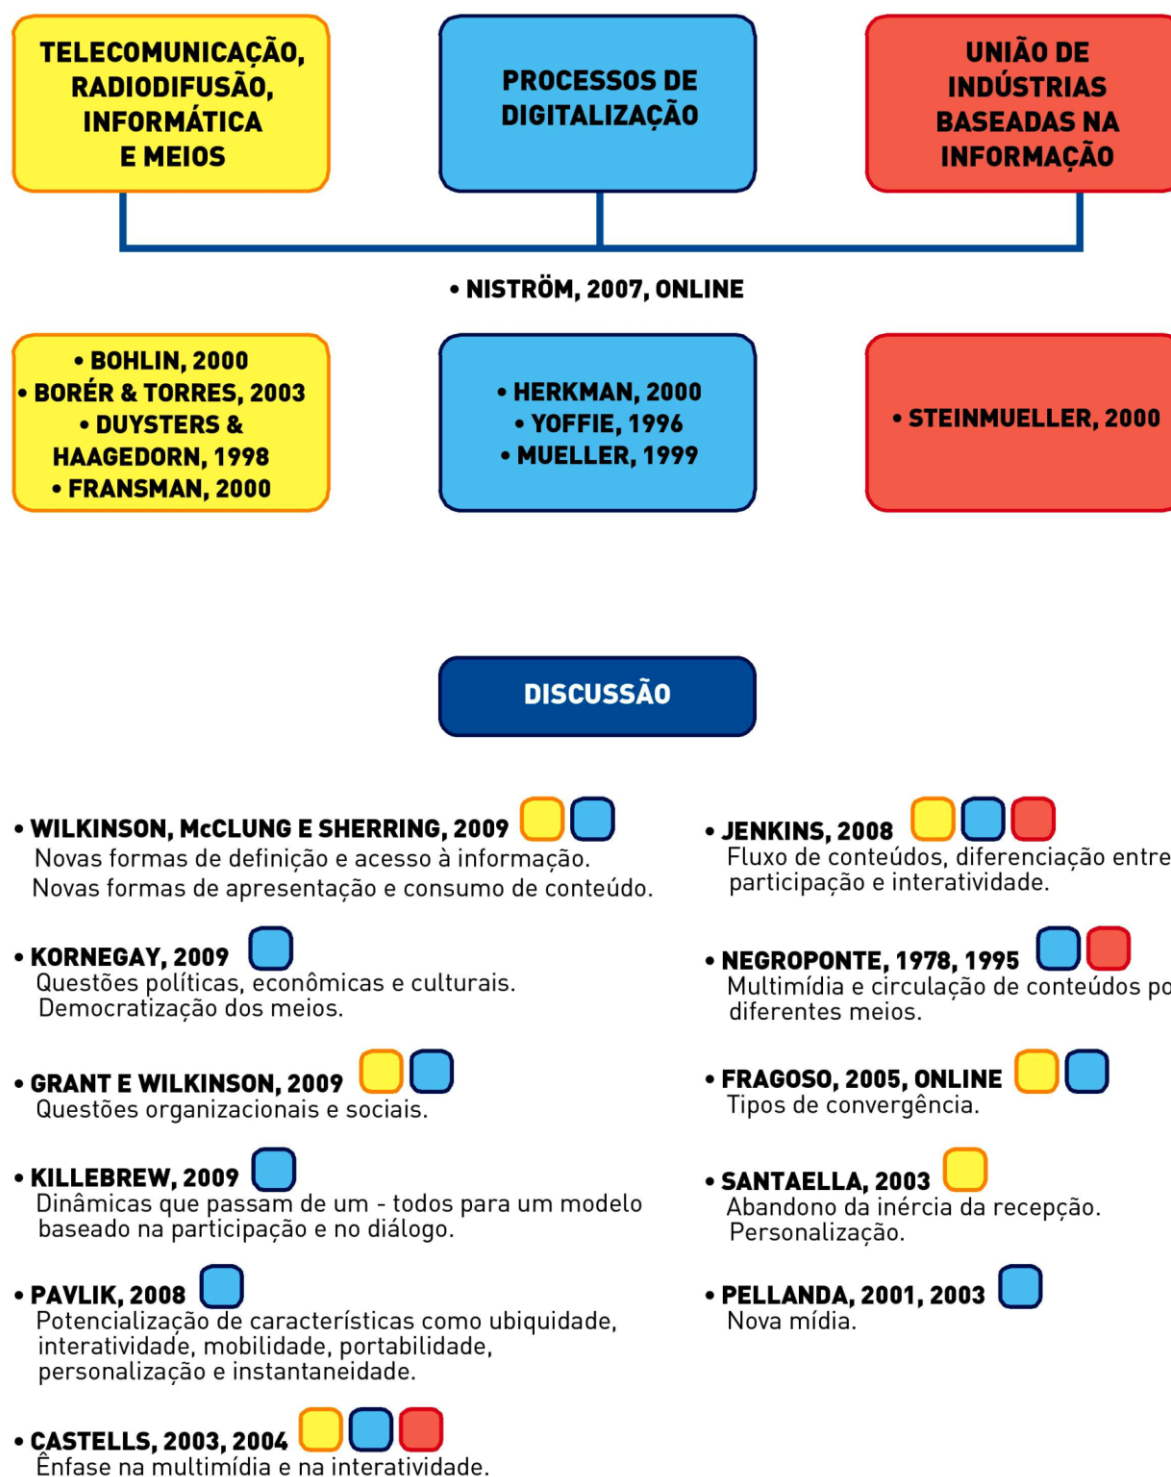 TELECOMUNICAÇÃO,
RADIODIFUSÃO,
INFORMÁTICA
E MEIOS
PROCESSOS DE
DIGITALIZAÇÃO
UNIÃO DE
INDÚSTRIAS
BASEADAS NA
INFORMAÇÃO
• NISTRÖM, 2007, ONLINE
• BOHLIN, 2000
• BORÉR & TORRES, 2003
• DUYSTERS &
HAAGEDORN, 1998
• FRANSMAN, 2000
• HERKMAN, 2000
• YOFFIE, 1996
• MUELLER, 1999
• STEINMUELLER, 2000
DISCUSSÃO
• WILKINSON, McCLUNG E SHERRING, 2009
Novas formas de definição e acesso à informação.
Novas formas de apresentação e consumo de conteúdo.
• KORNEGAY, 2009
Questões políticas, econômicas e culturais.
Democratização dos meios.
• GRANT E WILKINSON, 2009
Questões organizacionais e sociais.
• KILLEBREW, 2009
Dinâmicas que passam de um - todos para um modelo
baseado na participação e no diálogo.
• PAVLIK, 2008
Potencialização de características como ubiquidade,
interatividade, mobilidade, portabilidade,
personalização e instantaneidade.
• CASTELLS, 2003, 2004
Ênfase na multimídia e na interatividade.
• JENKINS, 2008
Fluxo de conteúdos, diferenciação entre
participação e interatividade.
• NEGROPONTE, 1978, 1995
Multimídia e circulação de conteúdos po
diferentes meios.
• FRAGOSO, 2005, ONLINE
Tipos de convergência.
• SANTAELLA, 2003
Abandono da inércia da recepção.
Personalização.
• PELLANDA, 2001, 2003
Nova mídia.